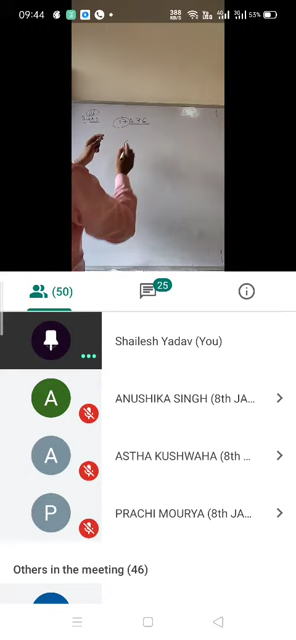 09:44
388
KB/S
4G
3G
53%
(50)
25
Shailesh Yadav (You)
A
ANUSHIKA SINGH (8th JA...
A
ASTHA KUSHWAHA (8th ...
P
PRACHI MOURYA (8th JA...
Others in the meeting (46)